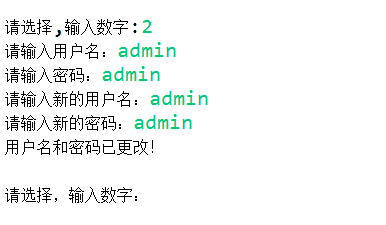 请选择,输入数字:2
请输入用户名：admin
请输入密码：admin
请输入新的用户名：admin
请输入新的密码：admin
用户名和密码已更改!
请选择，输入数字：